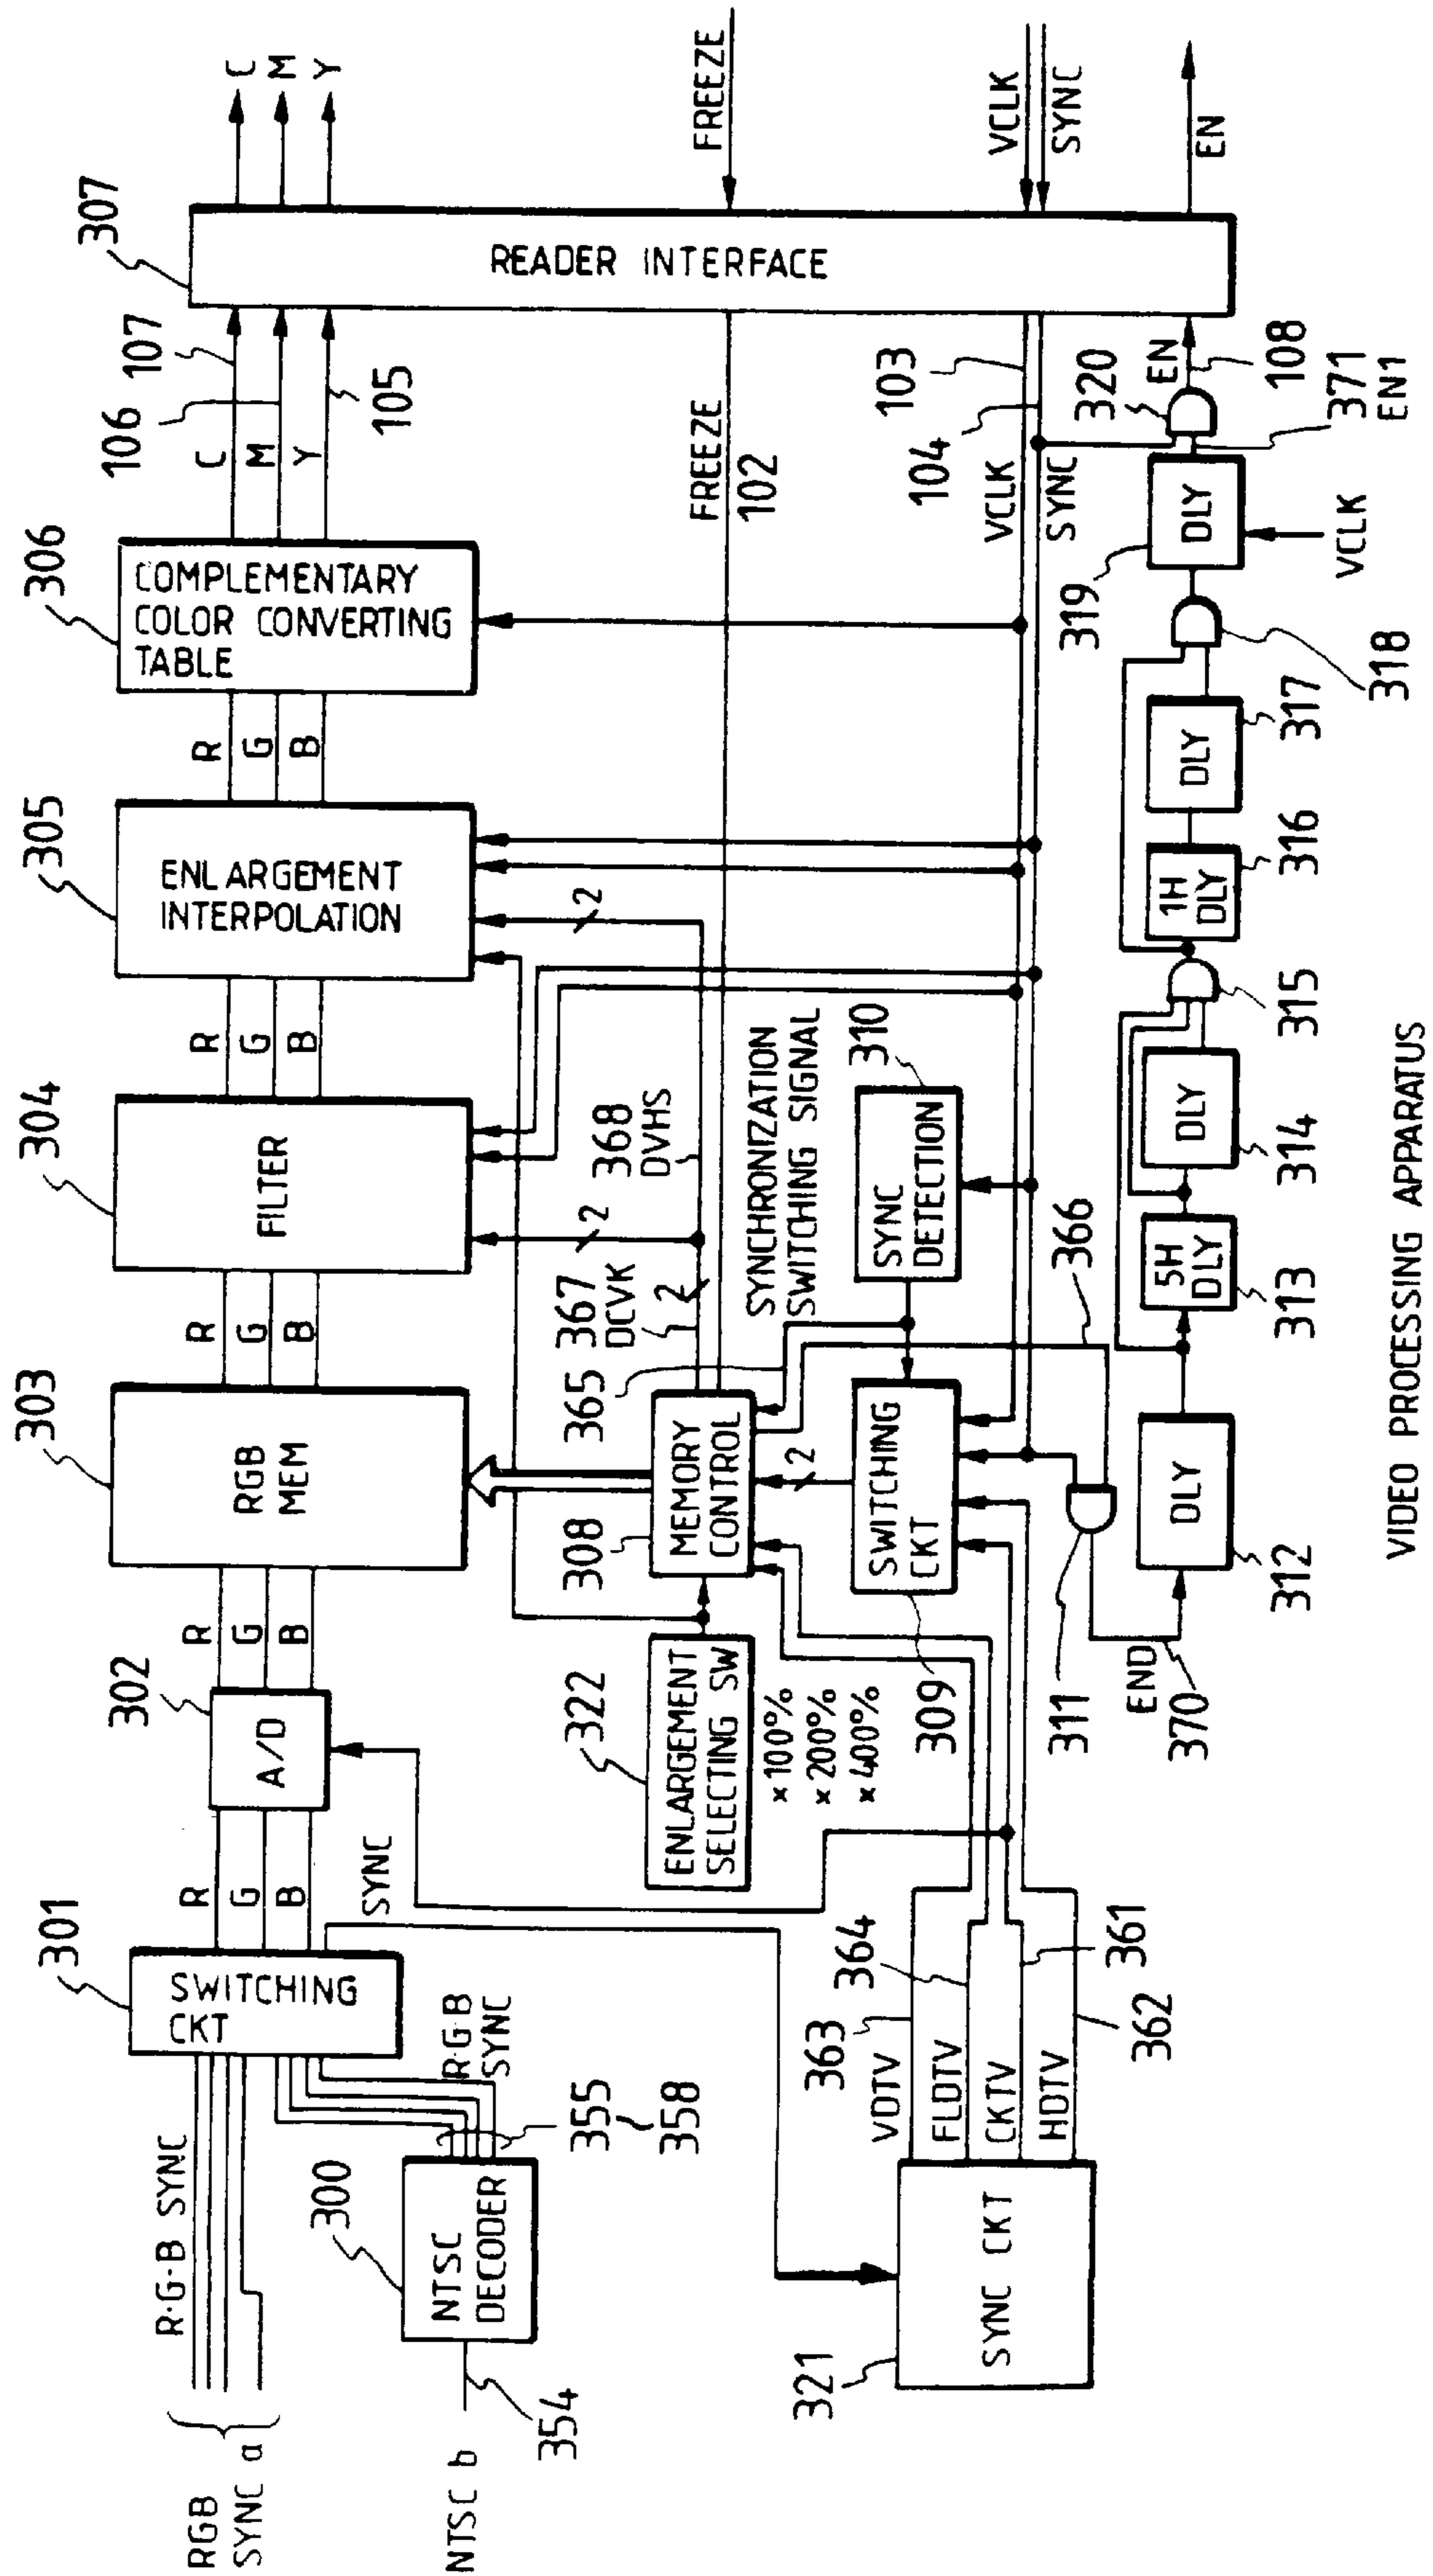 RGB
SYNC a
R·G·B SYNC
NTSC b
354
300
NTSC
DECODER
355
358
R·G·B
SYNC
301
SWITCHING
CKT
R
G
B
SYNC
302
A/D
R
G
B
303
RGB
MEM
R
G
B
304
FILTER
R
G
B
305
ENLARGEMENT
INTERPOLATION
R
G
B
306
COMPLEMENTARY
COLOR CONVERTING
TABLE
C
M
Y
106
107
105
307
READER INTERFACE
C
M
Y
FREEZE
VCLK
SYNC
EN
322
ENLARGEMENT
SELECTING SW
×100%
×200%
×400%
308
MEMORY
CONTROL
365
367
DCVK
2
2
368
DVHS
2
FREEZE
102
SYNCHRONIZATION
SWITCHING SIGNAL
309
SWITCHING
CKT
2
310
SYNC
DETECTION
366
VCLK
SYNC
104
103
321
SYNC CKT
VDTV
363
FLDTV
364
CKTV
361
HDTV
362
311
END
370
312
DLY
313
5H
DLY
314
DLY
315
316
1H
DLY
317
DLY
318
319
DLY
VCLK
320
EN
108
371
EN1
VIDEO PROCESSING APPARATUS